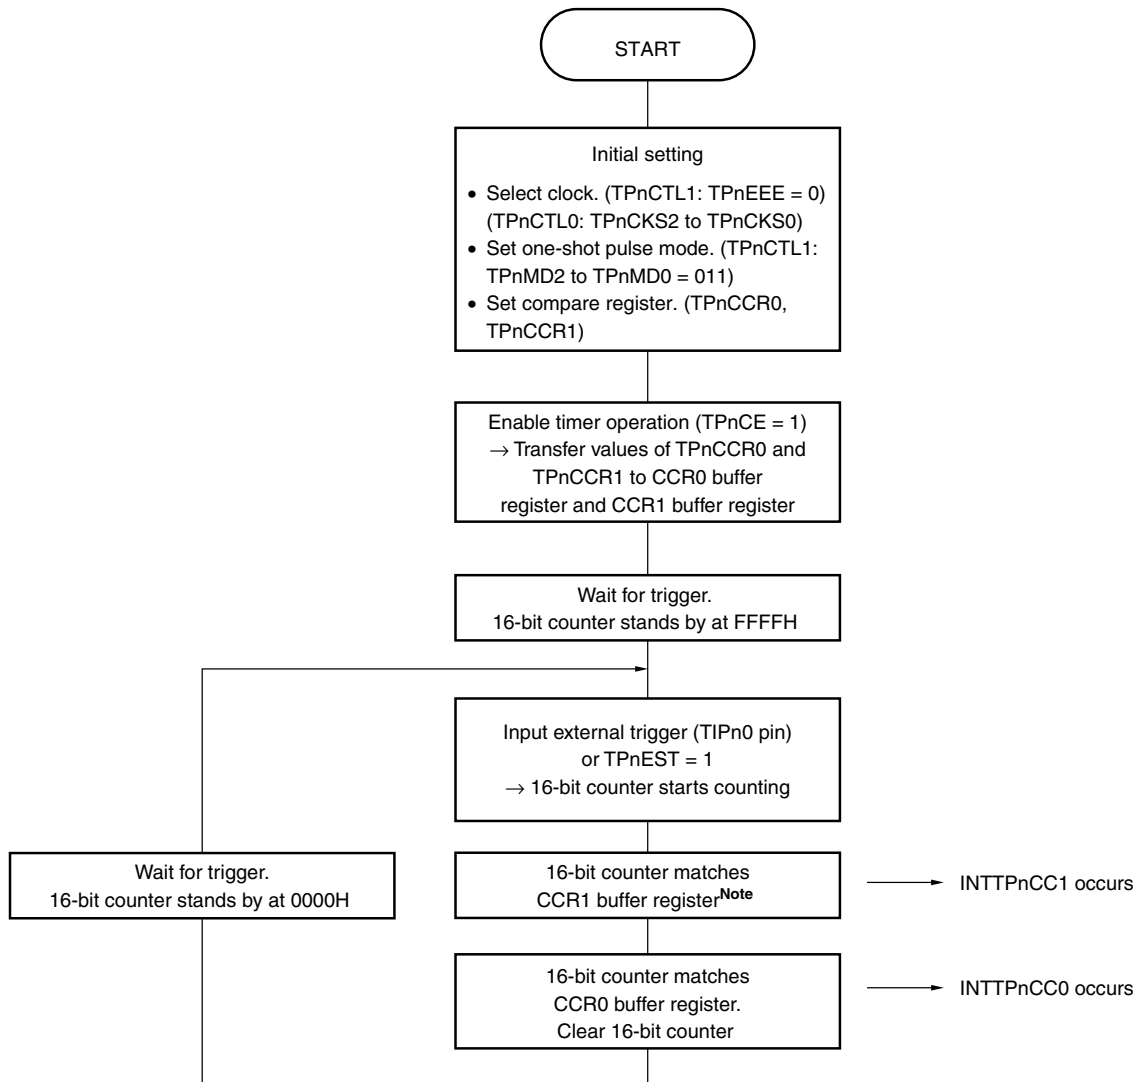 START
Initial setting
• Select clock. (TPnCTL1: TPnEEE = 0)
(TPnCTL0: TPnCKS2 to TPnCKS0)
• Set one-shot pulse mode. (TPnCTL1:
TPnMD2 to TPnMD0 = 011)
• Set compare register. (TPnCCR0,
TPnCCR1)
Enable timer operation (TPnCE = 1)
→ Transfer values of TPnCCR0 and
TPnCCR1 to CCR0 buffer
register and CCR1 buffer register
Wait for trigger.
16-bit counter stands by at FFFFH
Input external trigger (TIPn0 pin)
or TPnEST = 1
→ 16-bit counter starts counting
Wait for trigger.
16-bit counter stands by at 0000H
16-bit counter matches
CCR1 buffer registerNote
INTTPnCC1 occurs
16-bit counter matches
CCR0 buffer register.
Clear 16-bit counter
INTTPnCC0 occurs